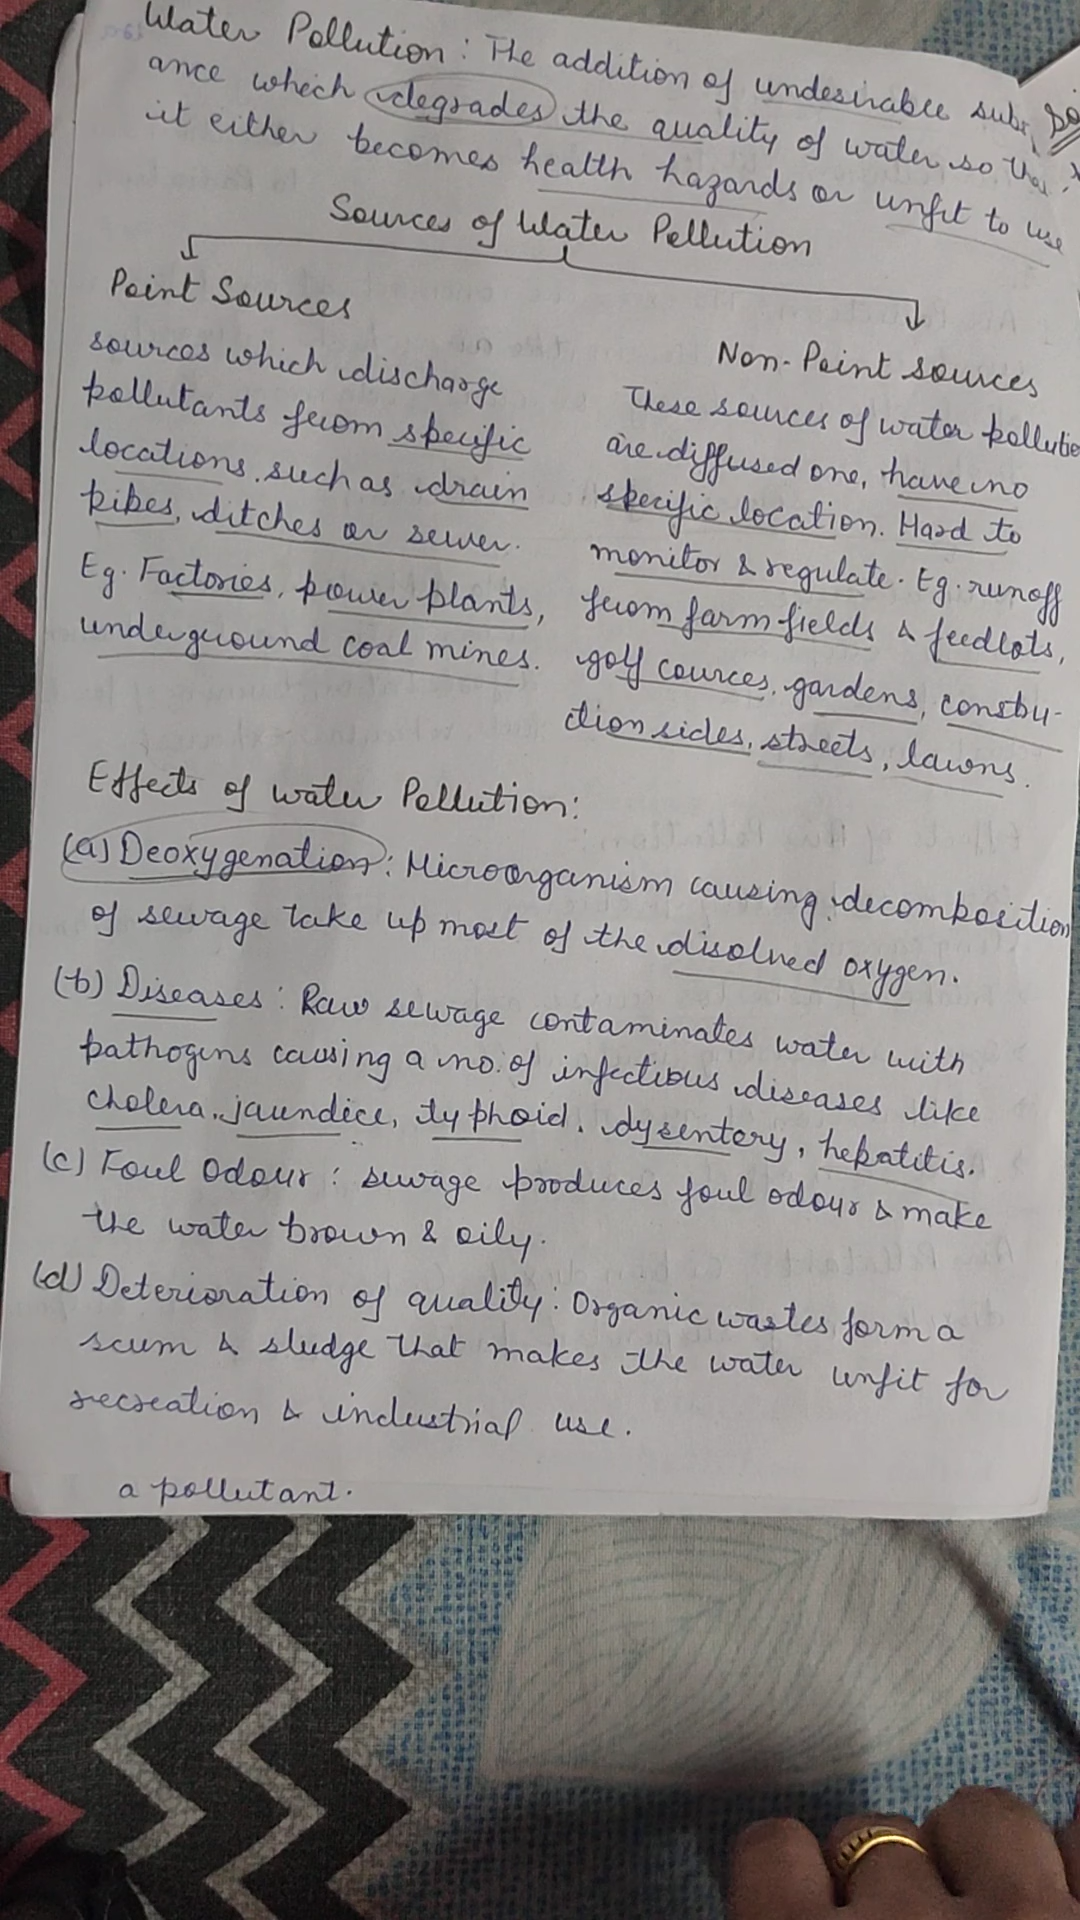 Water Pollution : The addition of undesirable subst
ance which degrades the quality of water so that
it either becomes health hazards or unfit to use
Sources of Water Pollution
Point Sources
sources which discharge
pollutants from specific
locations, such as drain
pipes, ditches or sewer.
Eg. Factories, power plants,
underground coal mines.
Non-Point sources
These sources of water pollutio
are diffused one, have no
specific location. Hard to
monitor & regulate. Eg. runoff
from farm fields & feedlots,
golf cources, gardens, constru-
ction sides, streets, lawns.
Effects of water Pollution:
(a) Deoxygenation : Microorganism causing decomposition
of sewage take up most of the disolved oxygen.
(b) Diseases : Raw sewage contaminates water with
pathogens causing a no. of infectious diseases like
cholera, jaundice, typhoid, dysentery, hepatitis.
(c) Foul Odour : sewage produces foul odour & make
the water brown & oily.
(d) Deterioration of quality : Organic wastes form a
scum & sludge that makes the water unfit for
recreation & industrial use.
a pollutant.